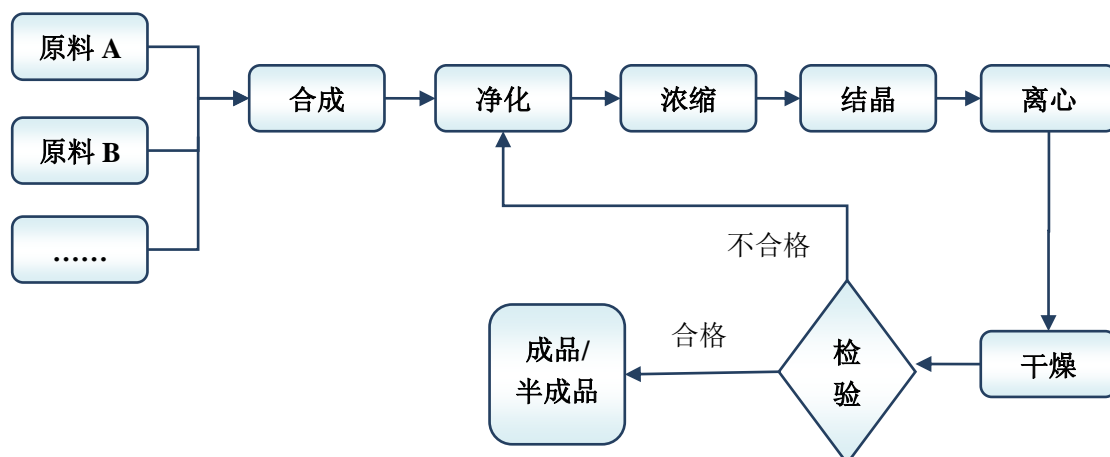 原料 A
原料 B
……
合成
净化
浓缩
结晶
离心
干燥
检
验
不合格
合格
成品/
半成品